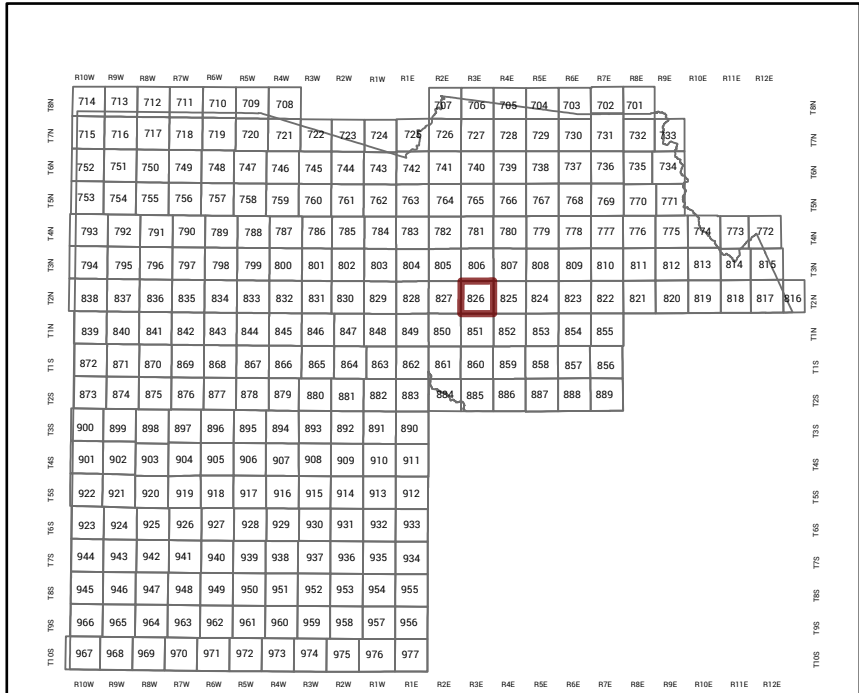 R10W R9W R8W R7W R6W R5W R4W R3W R2W R1W R1E R2E R3E R4E R5E R6E R7E R8E R9E R10E R11E R12E
T8N 714 713 712 711 710 709 708 707 706 705 704 703 702 701 T8N
T7N 715 716 717 718 719 720 721 722 723 724 725 726 727 728 729 730 731 732 733 T7N
T6N 752 751 750 749 748 747 746 745 744 743 742 741 740 739 738 737 736 735 734 T6N
T5N 753 754 755 756 757 758 759 760 761 762 763 764 765 766 767 768 769 770 771 T5N
T4N 793 792 791 790 789 788 787 786 785 784 783 782 781 780 779 778 777 776 775 774 773 772 T4N
T3N 794 795 796 797 798 799 800 801 802 803 804 805 806 807 808 809 810 811 812 813 814 815 T3N
T2N 838 837 836 835 834 833 832 831 830 829 828 827 826 825 824 823 822 821 820 819 818 817 816 T2N
T1N 839 840 841 842 843 844 845 846 847 848 849 850 851 852 853 854 855 T1N
T1S 872 871 870 869 868 867 866 865 864 863 862 861 860 859 858 857 856 T1S
T2S 873 874 875 876 877 878 879 880 881 882 883 884 885 886 887 888 889 T2S
T3S 900 899 898 897 896 895 894 893 892 891 890 T3S
T4S 901 902 903 904 905 906 907 908 909 910 911 T4S
T5S 922 921 920 919 918 917 916 915 914 913 912 T5S
T6S 923 924 925 926 927 928 929 930 931 932 933 T6S
T7S 944 943 942 941 940 939 938 937 936 935 934 T7S
T8S 945 946 947 948 949 950 951 952 953 954 955 T8S
T9S 966 965 964 963 962 961 960 959 958 957 956 T9S
T10S 967 968 969 970 971 972 973 974 975 976 977 T10S
R10W R9W R8W R7W R6W R5W R4W R3W R2W R1W R1E R2E R3E R4E R5E R6E R7E R8E R9E R10E R11E R12E